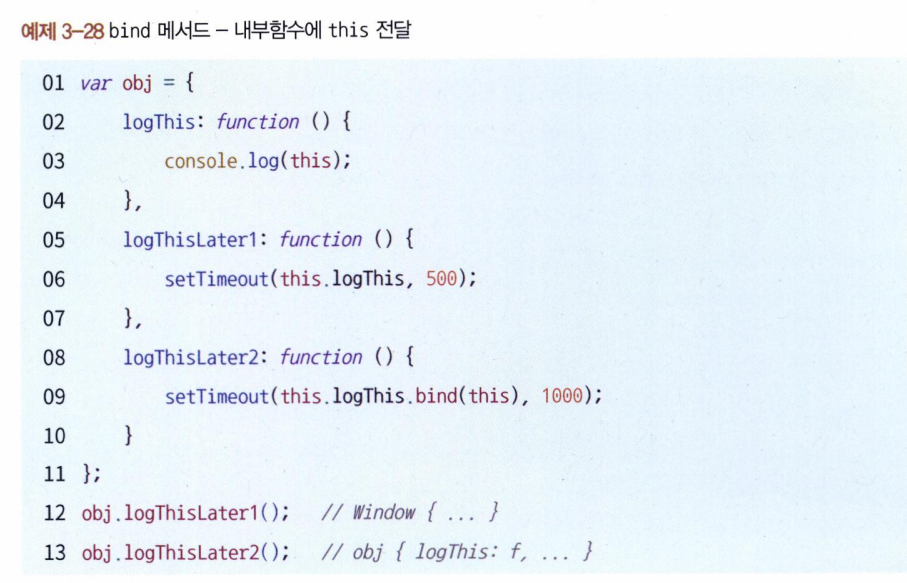 예제 3-28 bind 메서드 – 내부함수에 this 전달
01 var obj = {
02     logThis: function () {
03         console.log(this);
04     },
05     logThisLater1: function () {
06         setTimeout(this.logThis, 500);
07     },
08     logThisLater2: function () {
09         setTimeout(this.logThis.bind(this), 1000);
10     }
11 };
12 obj.logThisLater1();   // Window { ... }
13 obj.logThisLater2();   // obj { logThis: f, ... }